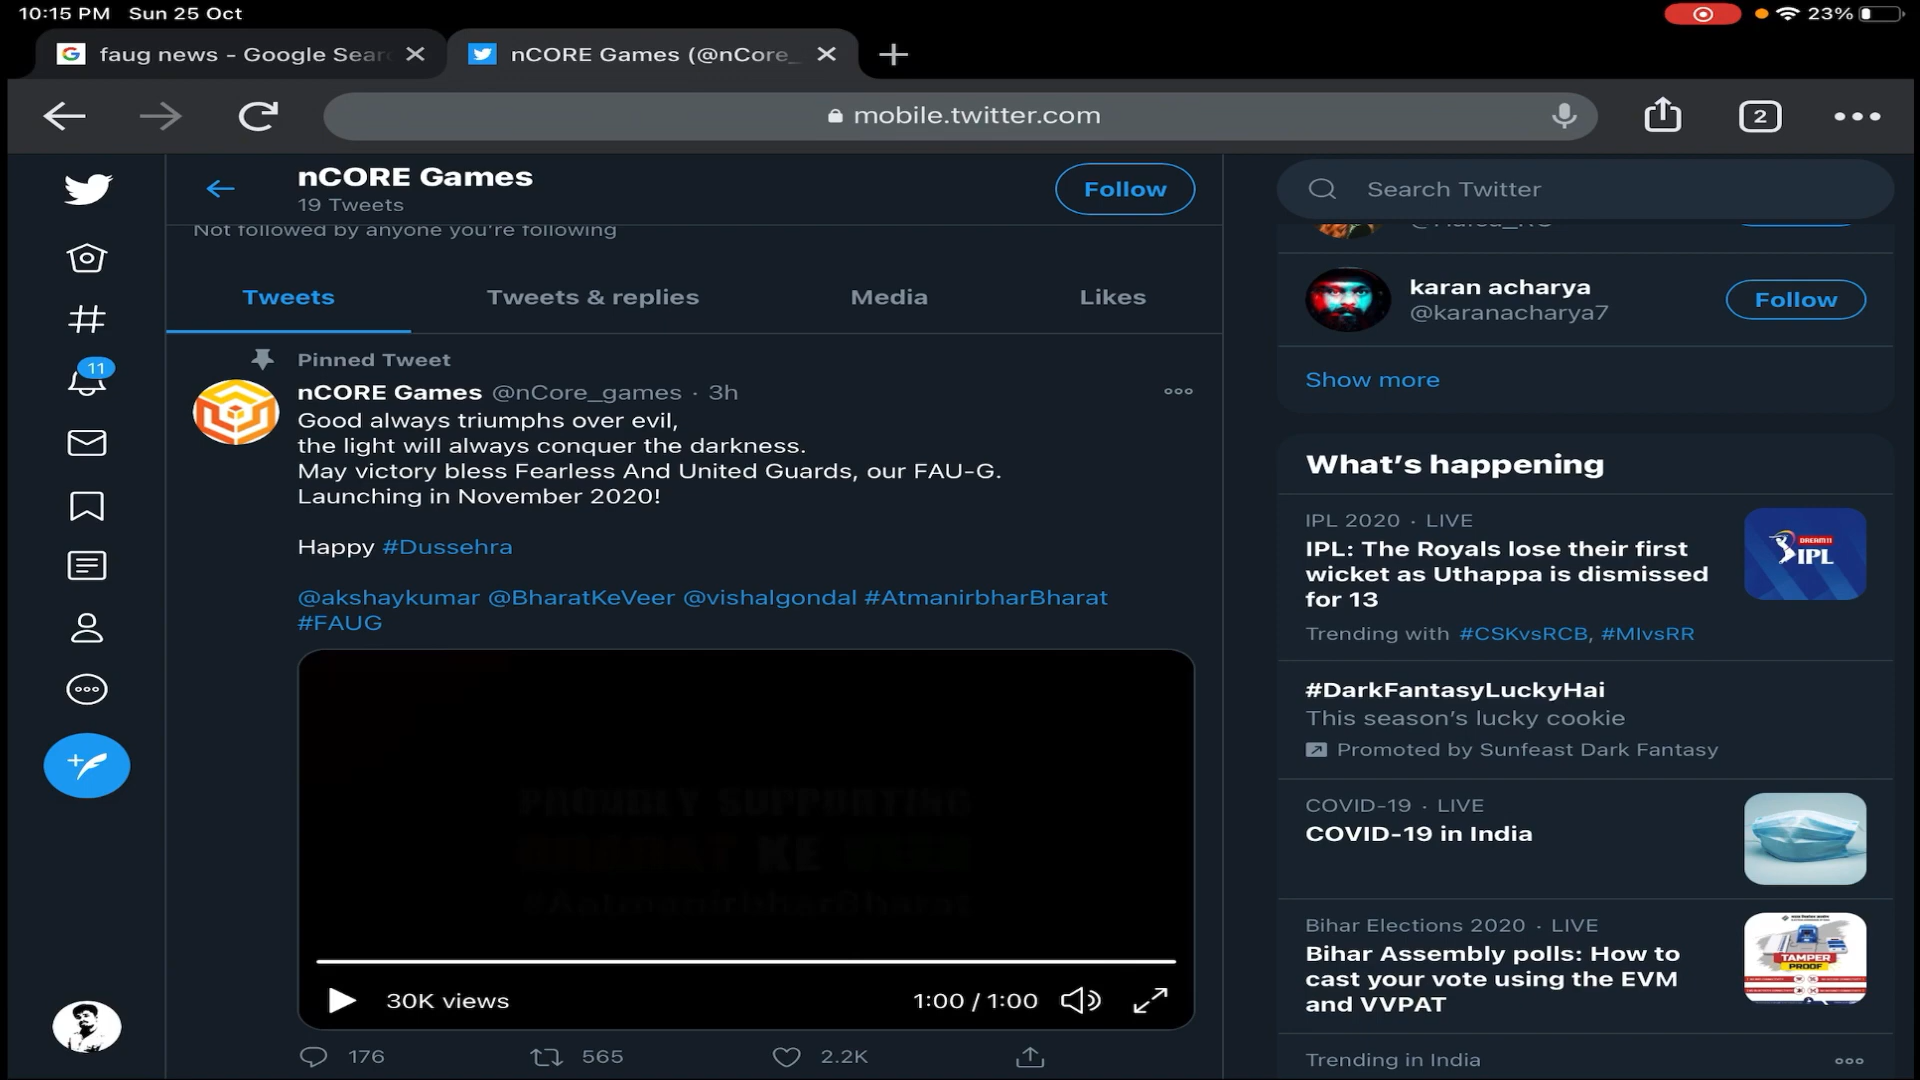 10:15 PM Sun 25 Oct
23%
faug news - Google Sear
nCORE Games (@nCore_
mobile.twitter.com
2
nCORE Games
19 Tweets
Follow
Not followed by anyone you're following
Tweets
Tweets & replies
Media
Likes
Pinned Tweet
nCORE Games @nCore_games · 3h
Good always triumphs over evil,
the light will always conquer the darkness.
May victory bless Fearless And United Guards, our FAU-G.
Launching in November 2020!
Happy #Dussehra
@akshaykumar @BharatKeVeer @vishalgondal #AtmanirbharBharat
#FAUG
PROUDLY SUPPORTING
BHARAT KE VEER
#AatmanirbharBharat
30K views
1:00 / 1:00
176
565
2.2K
11
Search Twitter
karan acharya
@karanacharya7
Follow
Show more
What's happening
IPL 2020 · LIVE
IPL: The Royals lose their first
wicket as Uthappa is dismissed
for 13
Trending with #CSKvsRCB, #MIvsRR
DREAM11
IPL
#DarkFantasyLuckyHai
This season's lucky cookie
Promoted by Sunfeast Dark Fantasy
COVID-19 · LIVE
COVID-19 in India
Bihar Elections 2020 · LIVE
Bihar Assembly polls: How to
cast your vote using the EVM
and VVPAT
TAMPER
PROOF
Trending in India